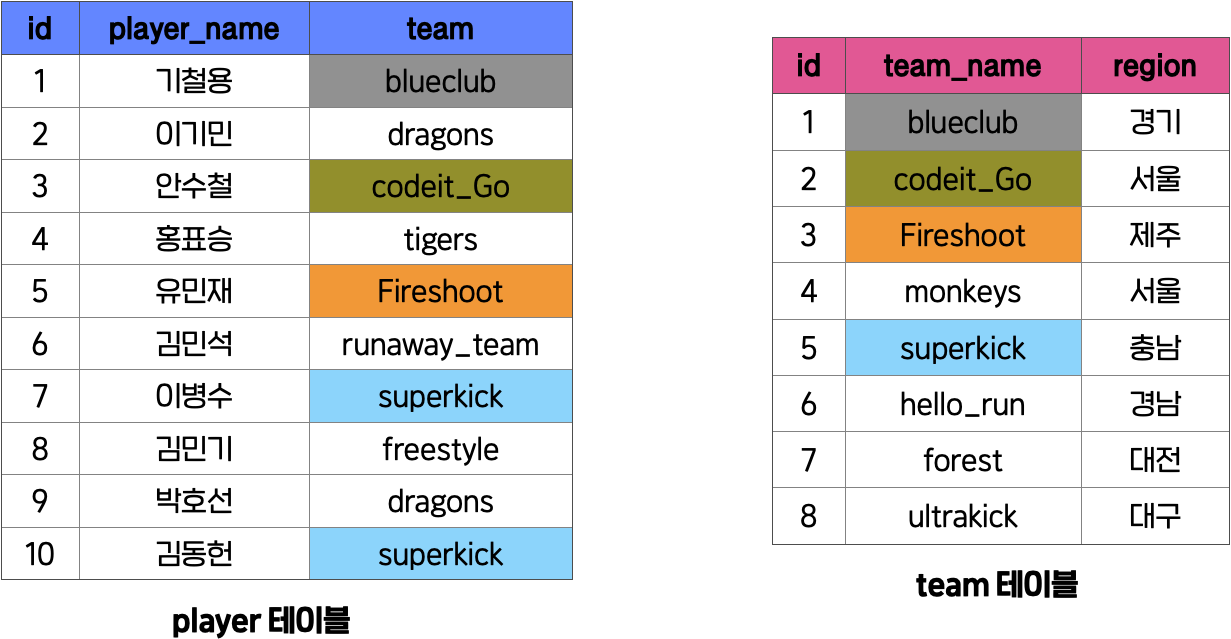 id player_name team
1 기철용 blueclub
2 이기민 dragons
3 안수철 codeit_Go
4 홍표승 tigers
5 유민재 Fireshoot
6 김민석 runaway_team
7 이병수 superkick
8 김민기 freestyle
9 박호선 dragons
10 김동헌 superkick
player 테이블
id team_name region
1 blueclub 경기
2 codeit_Go 서울
3 Fireshoot 제주
4 monkeys 서울
5 superkick 충남
6 hello_run 경남
7 forest 대전
8 ultrakick 대구
team 테이블